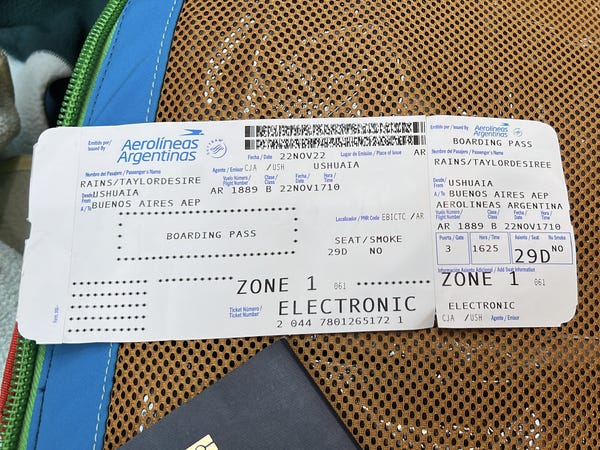 Emitido por/
Issued By
Aerolíneas
Argentinas
Fecha / Date 22NOV22 Lugar de Emisión / Place of Issue AR
Nombre del Pasajero / Passenger's Name
Agente / Emisor CJA /USH USHUAIA
RAINS/TAYLORDESIRE
Desde/
From USHUAIA
A / To BUENOS AIRES AEP
Vuelo Número/
Flight Number
Clase/
Class
Fecha/
Date
Hora/
Time
AR 1889 B 22NOV1710
Localizador / PNR Code EBICTC /AR
BOARDING PASS
SEAT/SMOKE
29D NO
ZONE 1 061
Ticket Número /
Ticket Number
ELECTRONIC
2 044 7801265172 1
Emitido por/
Issued By
Aerolíneas
Argentinas
BOARDING PASS
Nombre del Pasajero / Passenger's Name
RAINS/TAYLORDESIREE
Desde/
From USHUAIA
A / To BUENOS AIRES AEP
AEROLINEAS ARGENTINA
Vuelo Número/
Flight Number
Clase/
Class
Fecha/
Date
Hora/
Time
AR 1889 B 22NOV1710
Puerta / Gate Hora / Time Asiento / Seat No Smoke
3 1625 29D NO
Información Asiento Adicional / Add Seat Information
ZONE 1 061
ELECTRONIC
CJA /USH Agente / Emisor